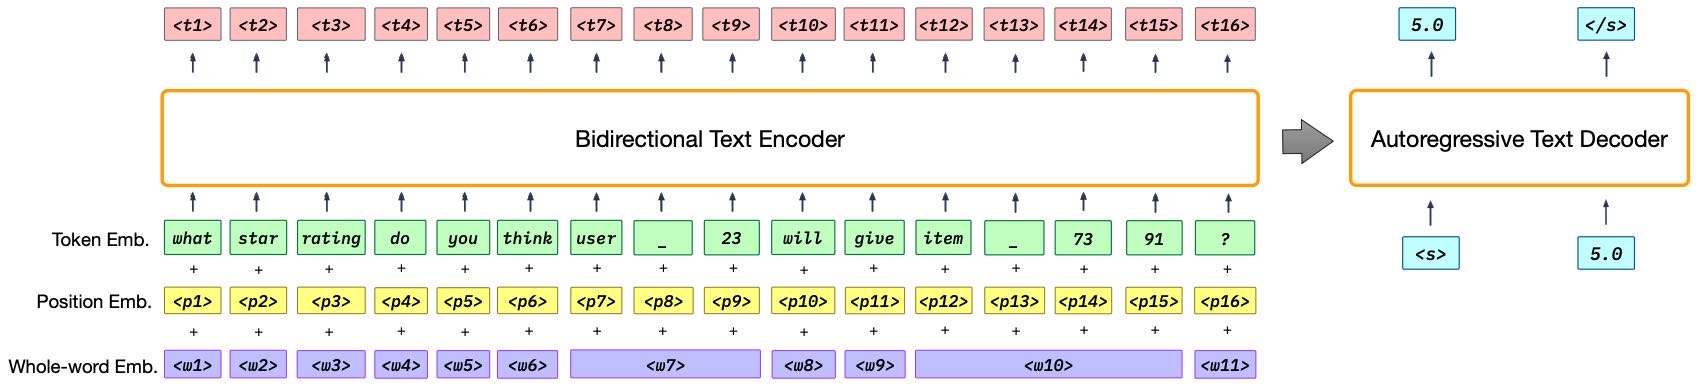 <t1> <t2> <t3> <t4> <t5> <t6> <t7> <t8> <t9> <t10> <t11> <t12> <t13> <t14> <t15> <t16> 5.0 </s>
Bidirectional Text Encoder Autoregressive Text Decoder
Token Emb. what star rating do you think user _ 23 will give item _ 73 91 ? <s> 5.0
+ + + + + + + + + + + + + + + +
Position Emb. <p1> <p2> <p3> <p4> <p5> <p6> <p7> <p8> <p9> <p10> <p11> <p12> <p13> <p14> <p15> <p16>
+ + + + + + + + + + + + + + + +
Whole-word Emb. <w1> <w2> <w3> <w4> <w5> <w6> <w7> <w8> <w9> <w10> <w11>